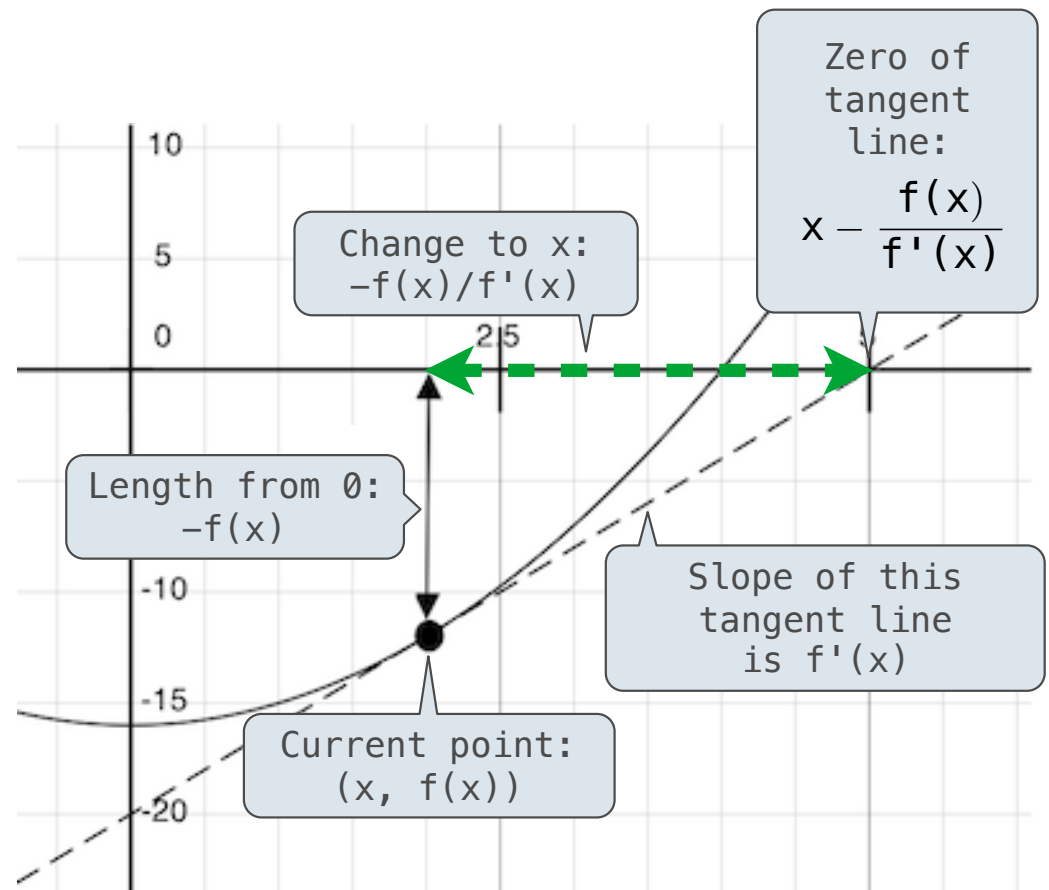 Zero of
tangent
line:
x − f(x)/f'(x)
10
Change to x:
−f(x)/f'(x)
5
0
2.5
Length from 0:
−f(x)
-10
Slope of this
tangent line
is f'(x)
-15
Current point:
(x, f(x))
-20